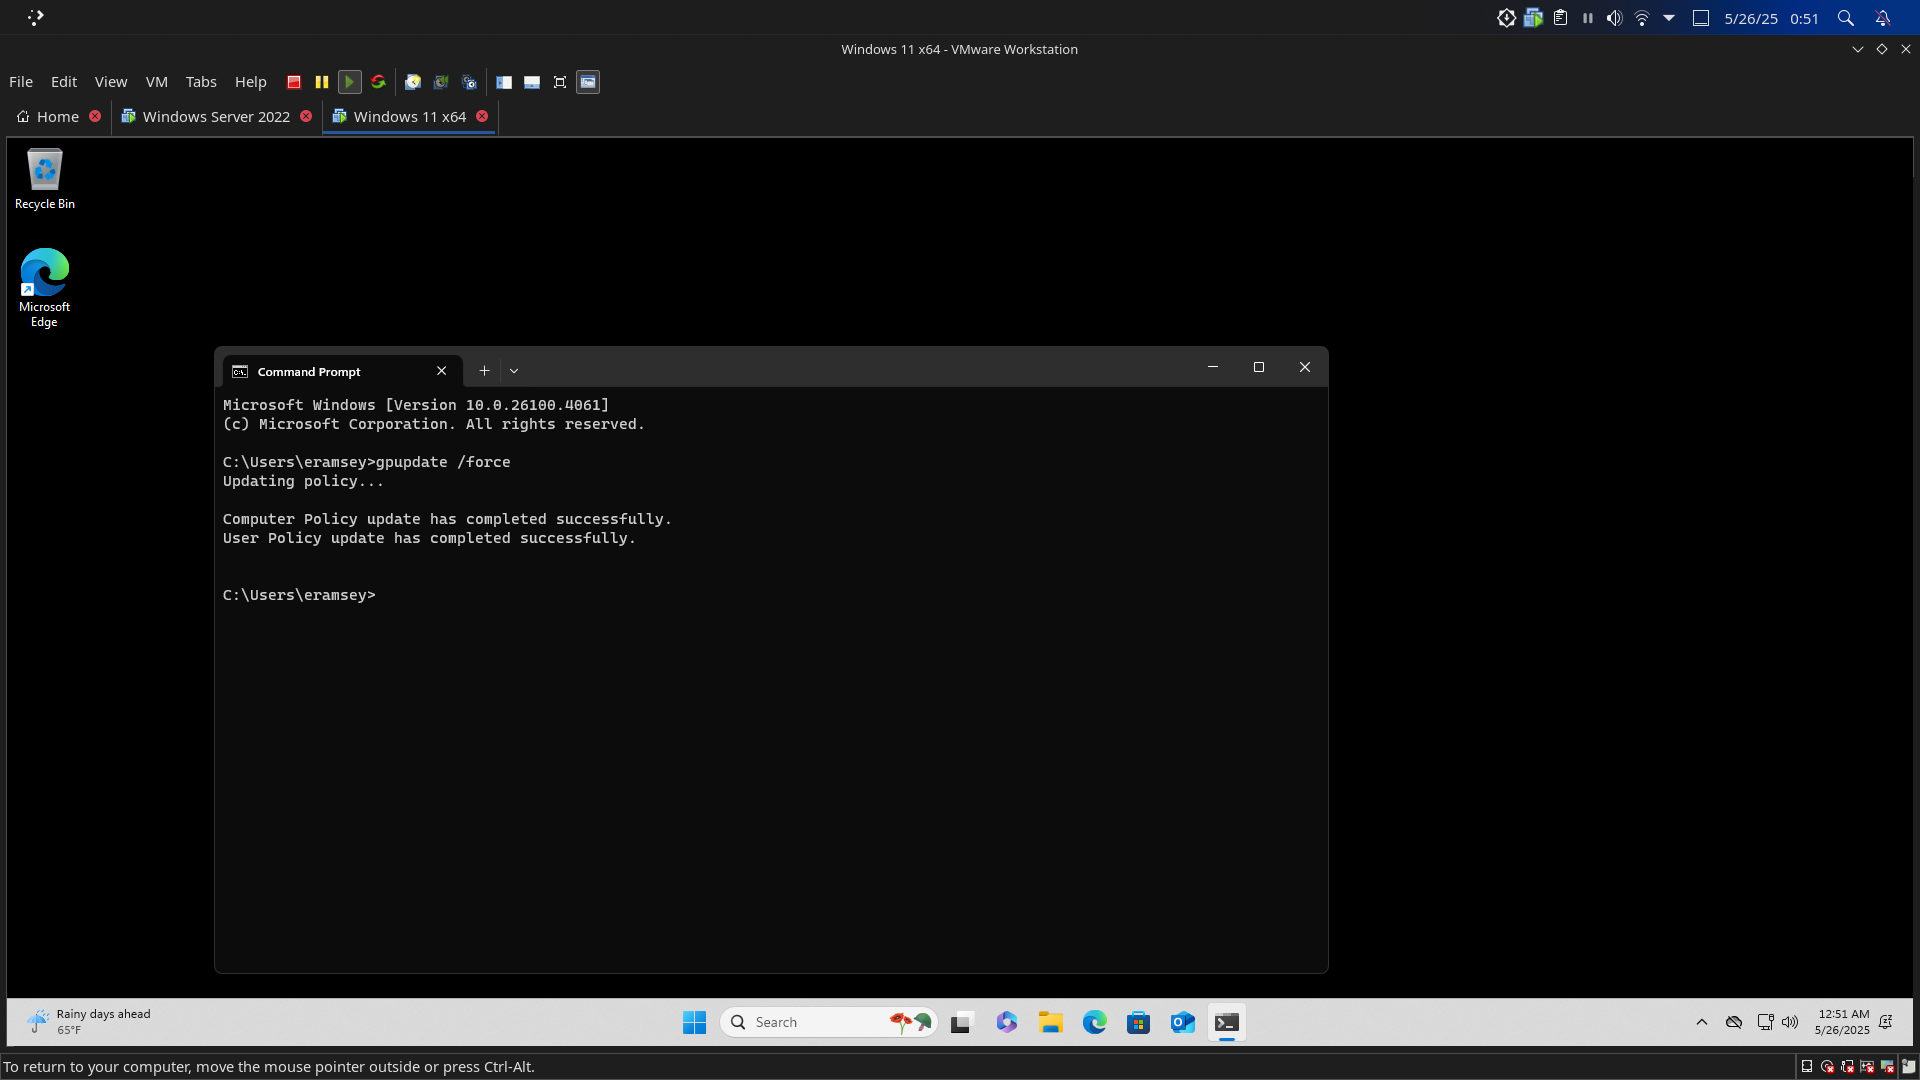 5/26/25 0:51
Windows 11 x64 - VMware Workstation
File Edit View VM Tabs Help
Home Windows Server 2022 Windows 11 x64
Recycle Bin
Microsoft
Edge
Command Prompt
Microsoft Windows [Version 10.0.26100.4061]
(c) Microsoft Corporation. All rights reserved.
C:\Users\eramsey>gpupdate /force
Updating policy...
Computer Policy update has completed successfully.
User Policy update has completed successfully.
C:\Users\eramsey>
Rainy days ahead
65°F
Search
12:51 AM
5/26/2025
To return to your computer, move the mouse pointer outside or press Ctrl-Alt.